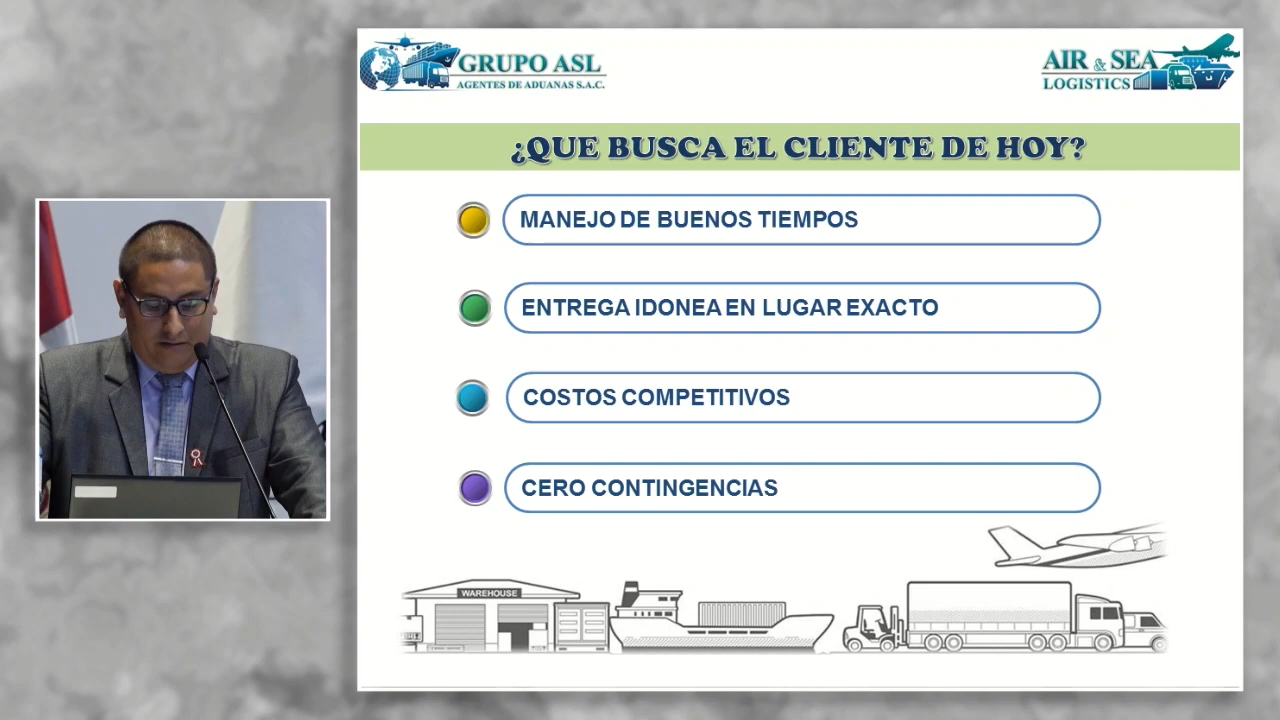 GRUPO ASL
AGENTES DE ADUANAS S.A.C.
AIR & SEA
LOGISTICS
¿QUE BUSCA EL CLIENTE DE HOY?
MANEJO DE BUENOS TIEMPOS
ENTREGA IDONEA EN LUGAR EXACTO
COSTOS COMPETITIVOS
CERO CONTINGENCIAS
WAREHOUSE